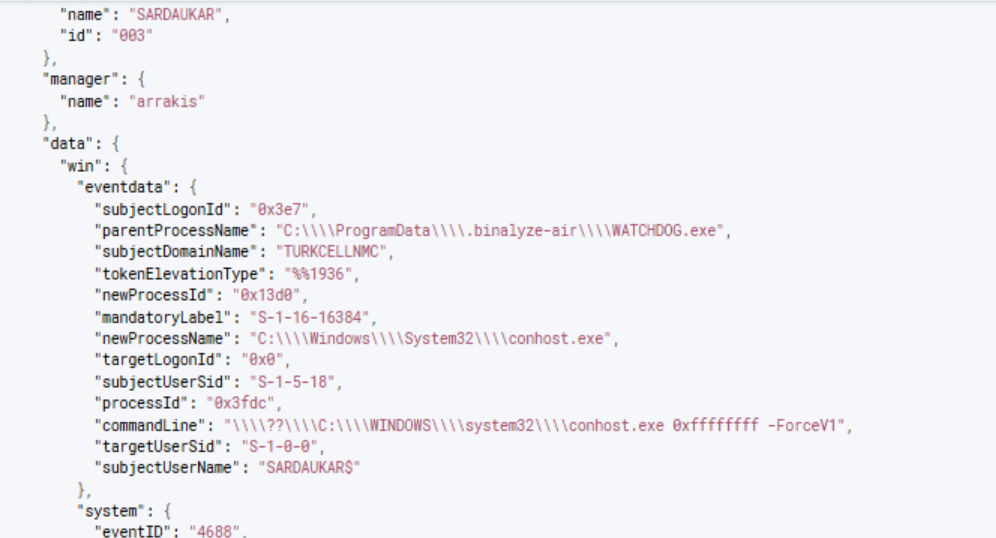 "name": "SARDAUKAR",
"id": "003"
},
"manager": {
"name": "arrakis"
},
"data": {
"win": {
"eventdata": {
"subjectLogonId": "0x3e7",
"parentProcessName": "C:\\\\ProgramData\\\\.binalyze-air\\\\WATCHDOG.exe",
"subjectDomainName": "TURKCELLNMC",
"tokenElevationType": "%%1936",
"newProcessId": "0x13d0",
"mandatoryLabel": "S-1-16-16384",
"newProcessName": "C:\\\\Windows\\\\System32\\\\conhost.exe",
"targetLogonId": "0x0",
"subjectUserSid": "S-1-5-18",
"processId": "0x3fdc",
"commandLine": "\\\\??\\\\C:\\\\WINDOWS\\\\system32\\\\conhost.exe 0xffffffff -ForceV1",
"targetUserSid": "S-1-0-0",
"subjectUserName": "SARDAUKAR$"
},
"system": {
"eventID": "4688",